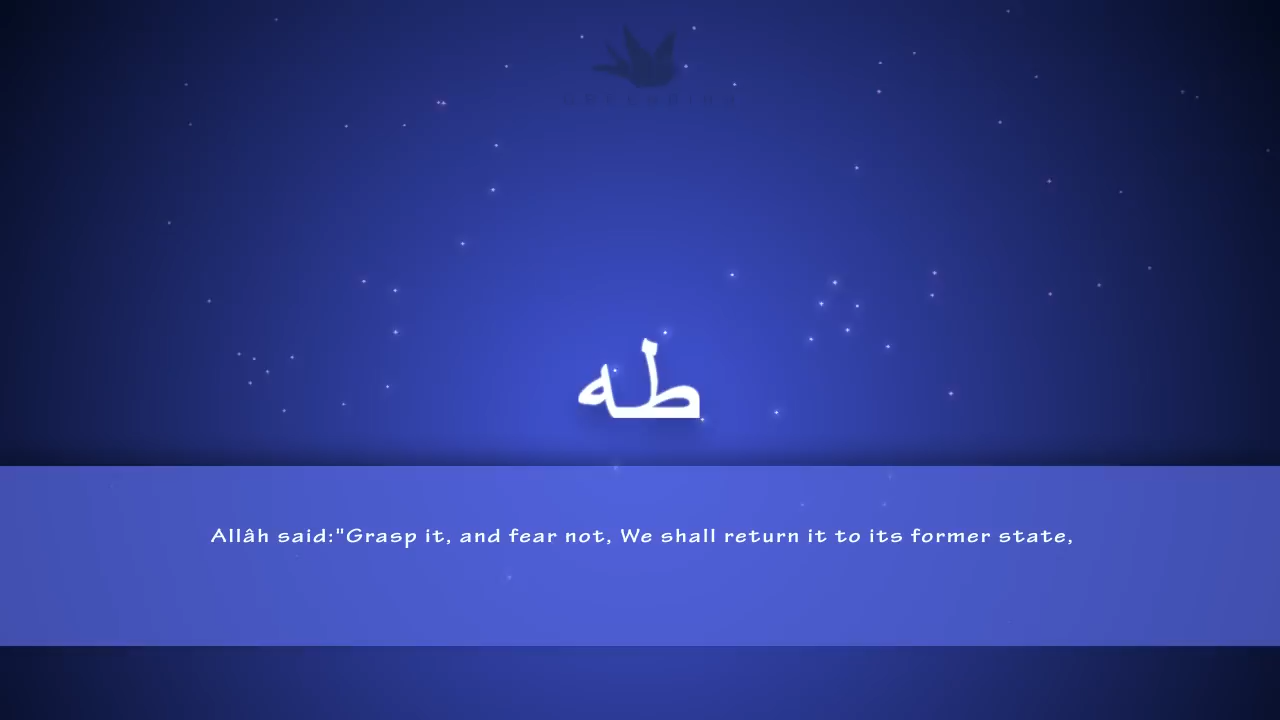 طه
Allâh said:"Grasp it, and fear not, We shall return it to its former state,